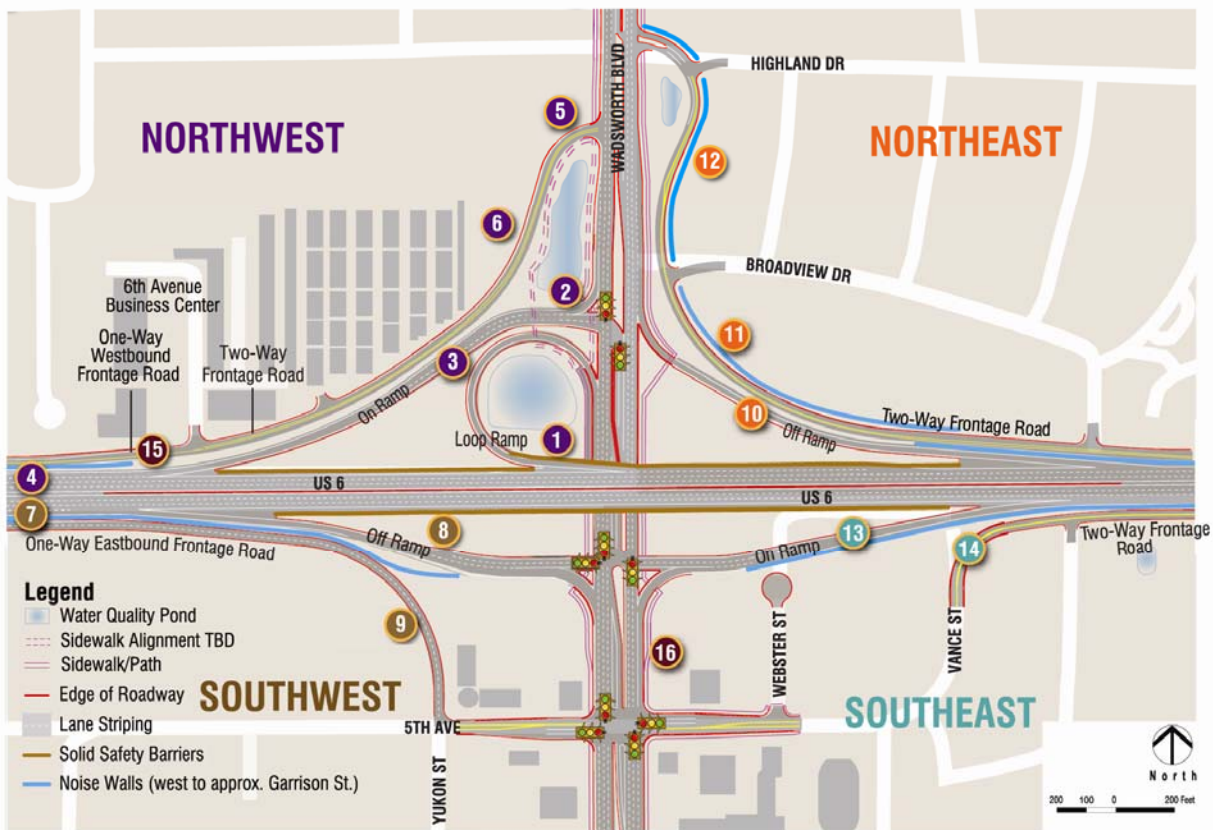 HIGHLAND DR
WADSWORTH BLVD
5
NORTHWEST
NORTHEAST
12
6
BROADVIEW DR
6th Avenue
Business Center
2
One-Way
Westbound
Frontage Road
Two-Way
Frontage Road
11
3
On Ramp
10
Two-Way Frontage Road
Off Ramp
Loop Ramp
1
15
4
US 6
US 6
7
8
13
One-Way Eastbound Frontage Road
Off Ramp
On Ramp
14
Two-Way Frontage
Road
Legend
Water Quality Pond
Sidewalk Alignment TBD
Sidewalk/Path
Edge of Roadway
Lane Striping
Solid Safety Barriers
Noise Walls (west to approx. Garrison St.)
9
16
WEBSTER ST
VANCE ST
SOUTHWEST
SOUTHEAST
5TH AVE
YUKON ST
North
200 100 0 200 Feet